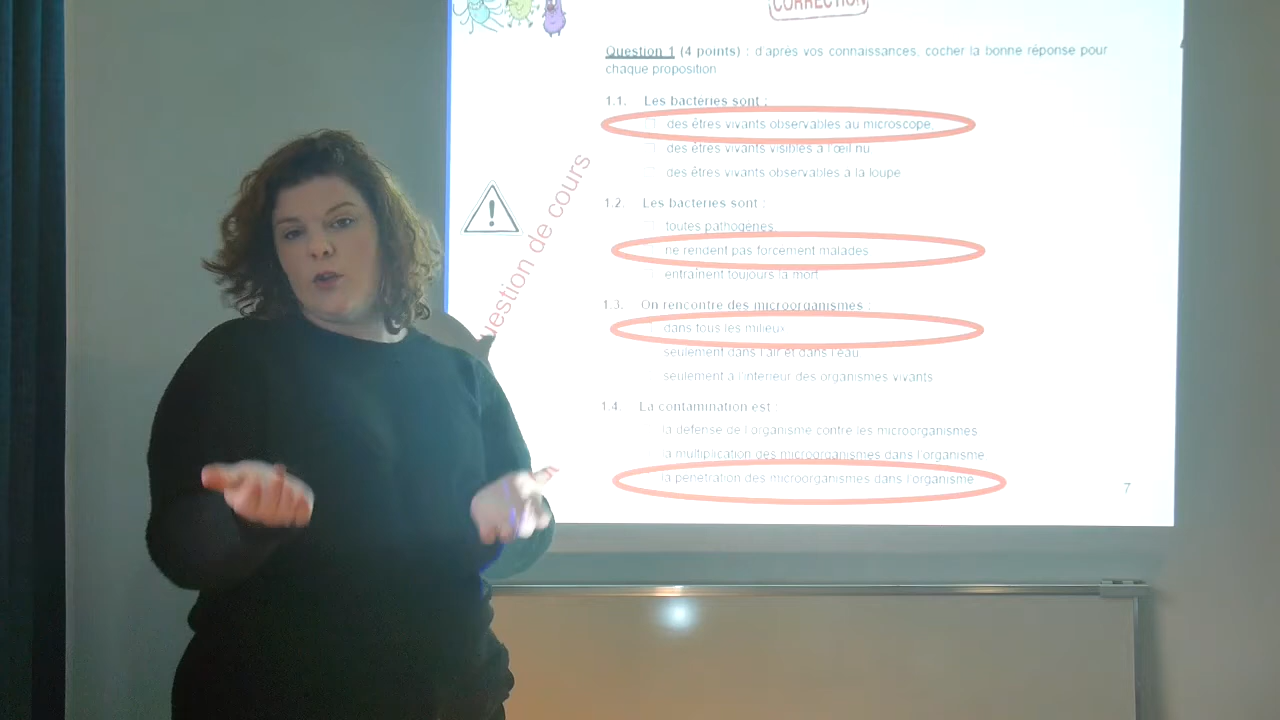 CORRECTION
Question 1 (4 points) : d'après vos connaissances, cocher la bonne réponse pour
chaque proposition
1.1. Les bactéries sont :
des êtres vivants observables au microscope.
des êtres vivants visibles à l'œil nu
des êtres vivants observables à la loupe
1.2 Les bactéries sont :
toutes pathogènes.
ne rendent pas forcement malades
entraînent toujours la mort
1.3. On rencontre des microorganismes :
dans tous les milieux
seulement dans l'air et dans l'eau
seulement à l'intérieur des organismes vivants
1.4. La contamination est :
la défense de l'organisme contre les microorganismes
la multiplication des microorganismes dans l'organisme
la pénétration des microorganismes dans l'organisme
uestion de cours
7